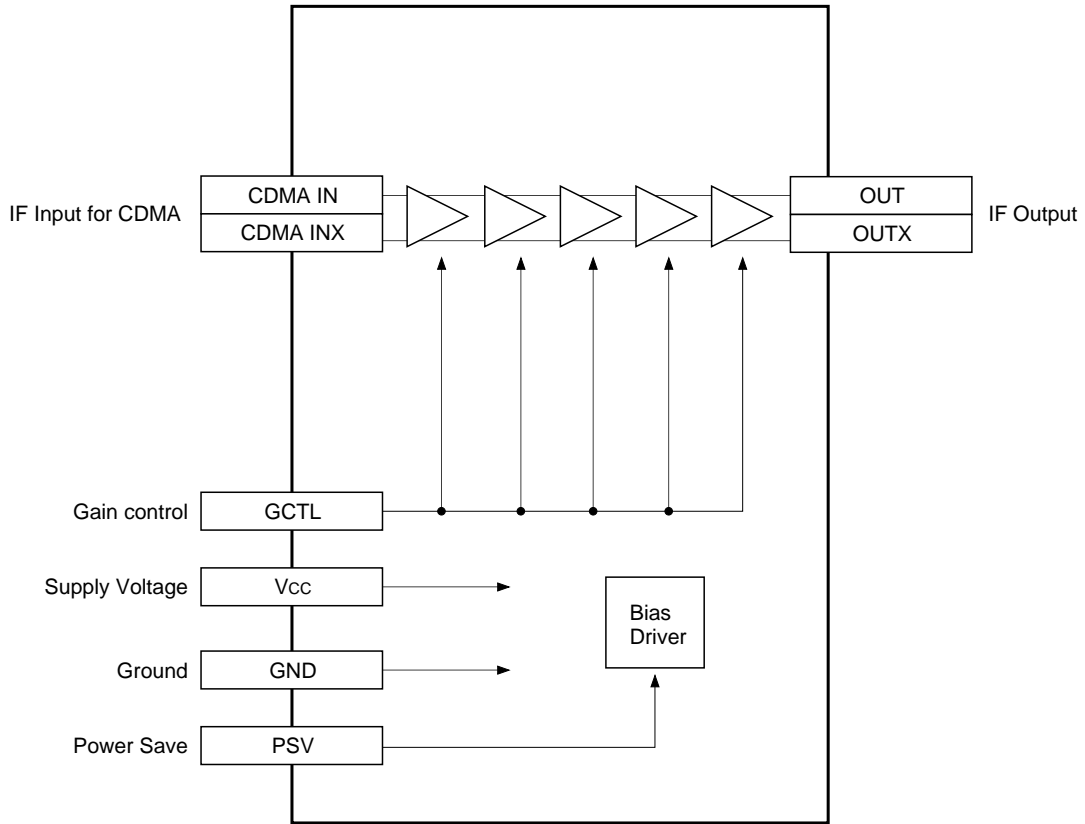 IF Input for CDMA
CDMA IN
CDMA INX
OUT
OUTX
IF Output
Gain control
GCTL
Supply Voltage
VCC
Bias
Driver
Ground
GND
Power Save
PSV